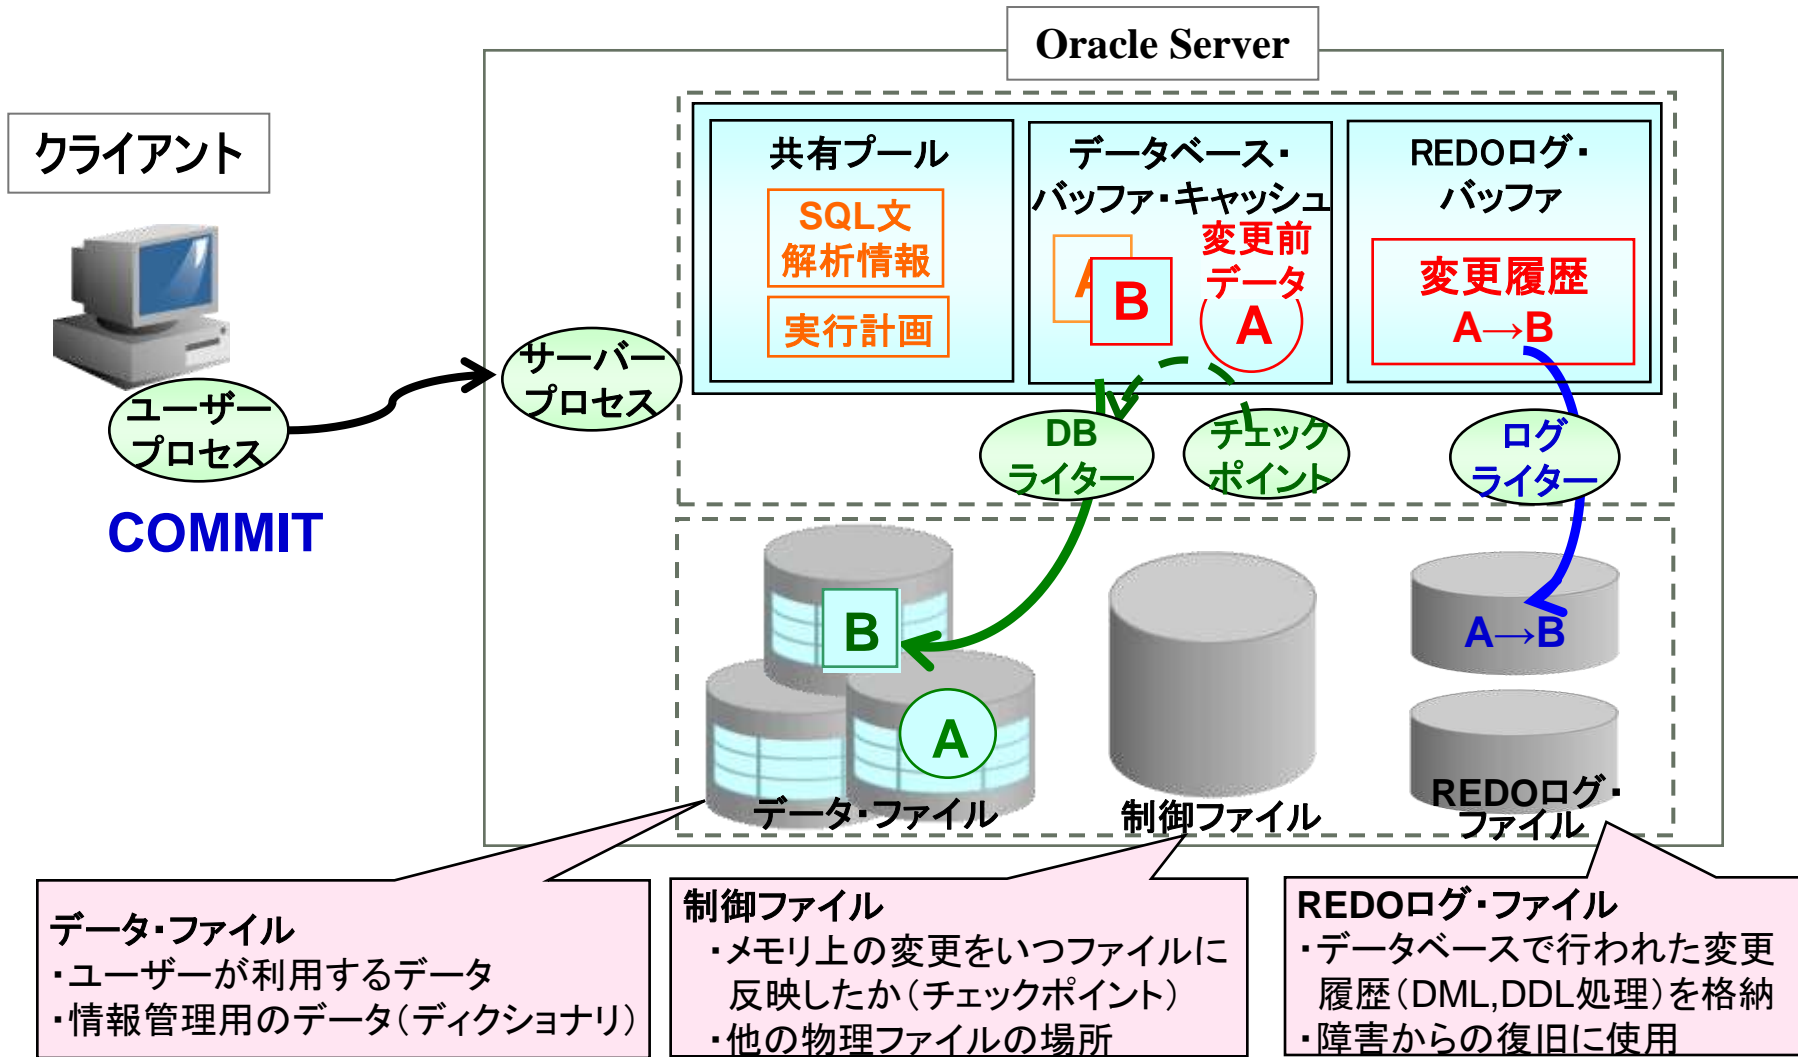 Oracle Server
クライアント
共有プール
SQL文
解析情報
実行計画
データベース・
バッファ・キャッシュ
A
B
変更前
データ
A
REDOログ・
バッファ
変更履歴
A→B
サーバー
プロセス
ユーザー
プロセス
COMMIT
DB
ライター
チェック
ポイント
ログ
ライター
B
A
データ・ファイル
制御ファイル
A→B
REDOログ・
ファイル
データ・ファイル
・ユーザーが利用するデータ
・情報管理用のデータ（ディクショナリ）
制御ファイル
・メモリ上の変更をいつファイルに
反映したか（チェックポイント）
・他の物理ファイルの場所
REDOログ・ファイル
・データベースで行われた変更
履歴（DML,DDL処理）を格納
・障害からの復旧に使用